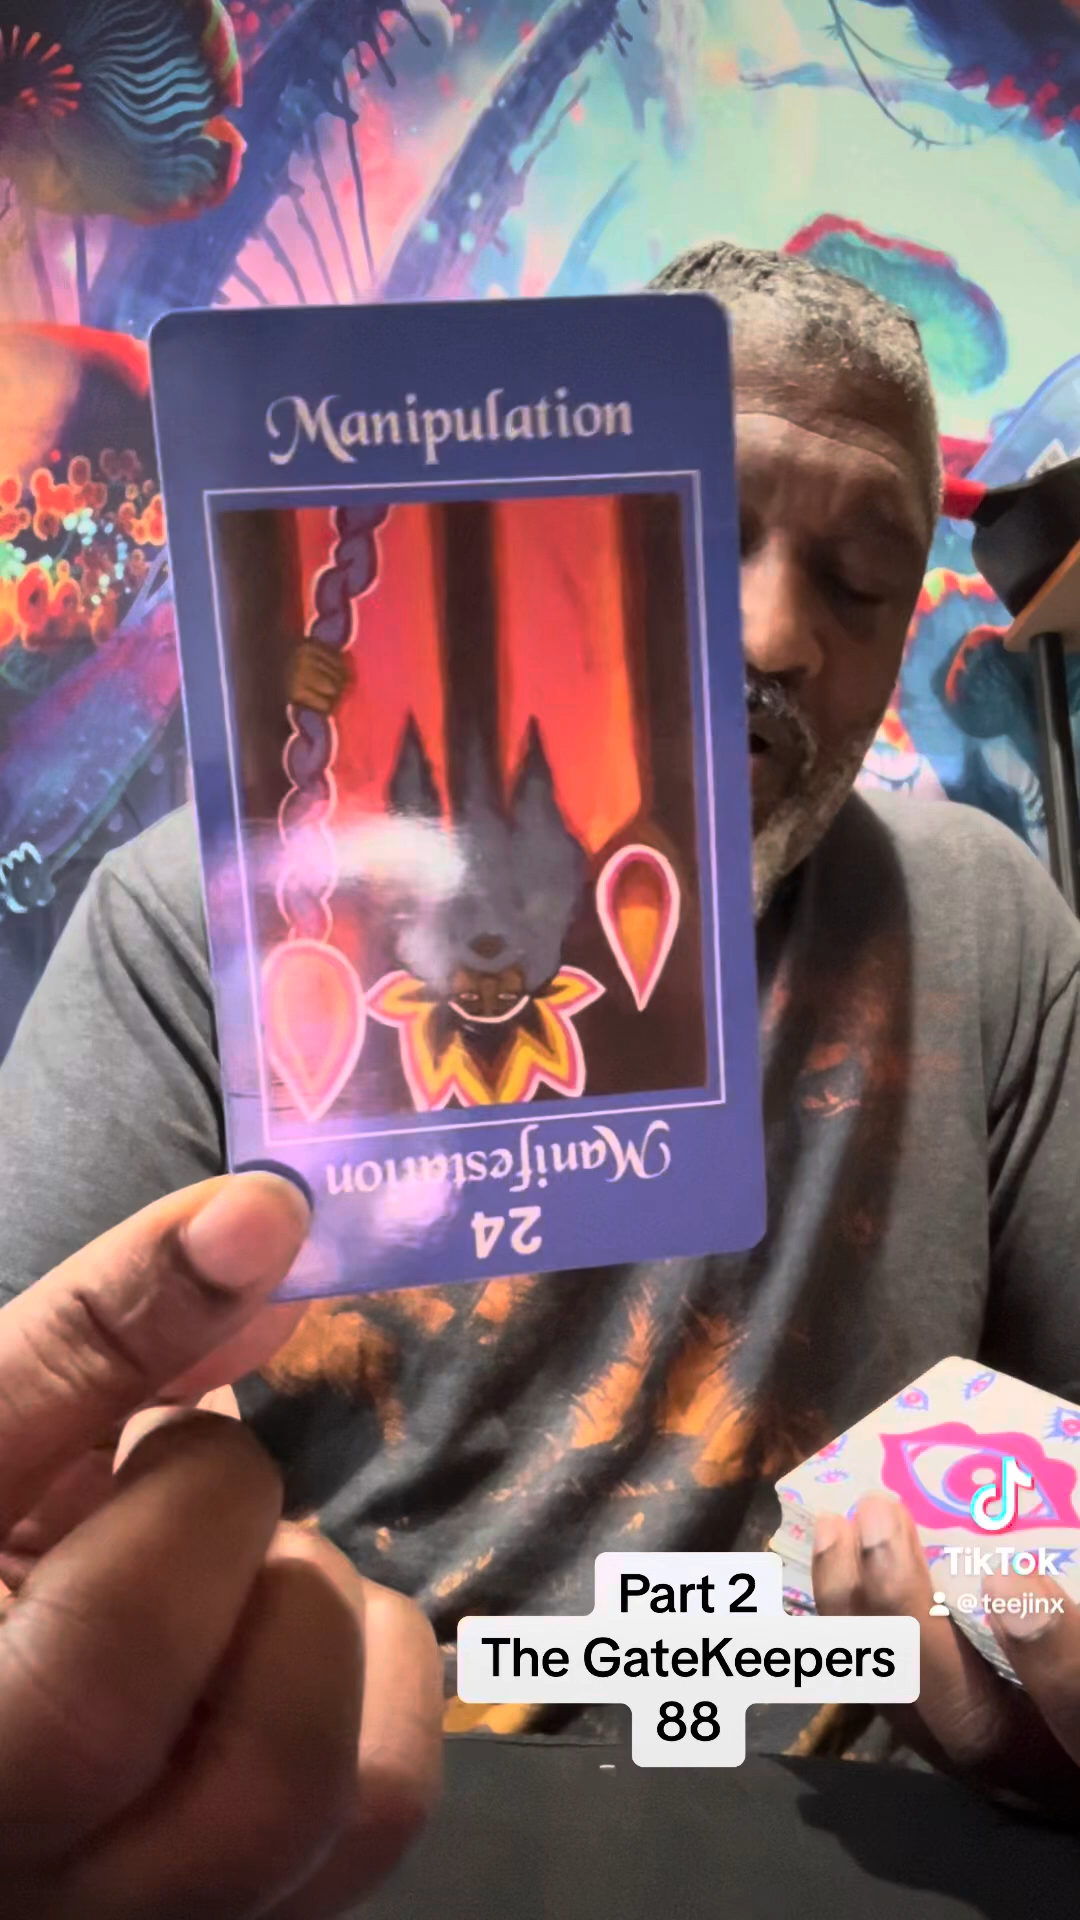 Manipulation
Manifestation
24
TikTok
@teejinx
Part 2
The GateKeepers
88